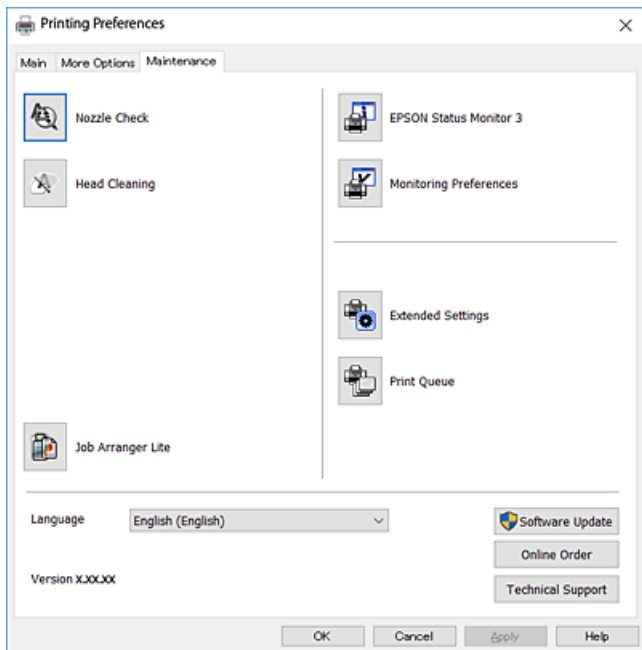 Printing Preferences
Main
More Options
Maintenance
Nozzle Check
Head Cleaning
Job Arranger Lite
EPSON Status Monitor 3
Monitoring Preferences
Extended Settings
Print Queue
Language
English (English)
Version X.XX.XX
Software Update
Online Order
Technical Support
OK
Cancel
Apply
Help